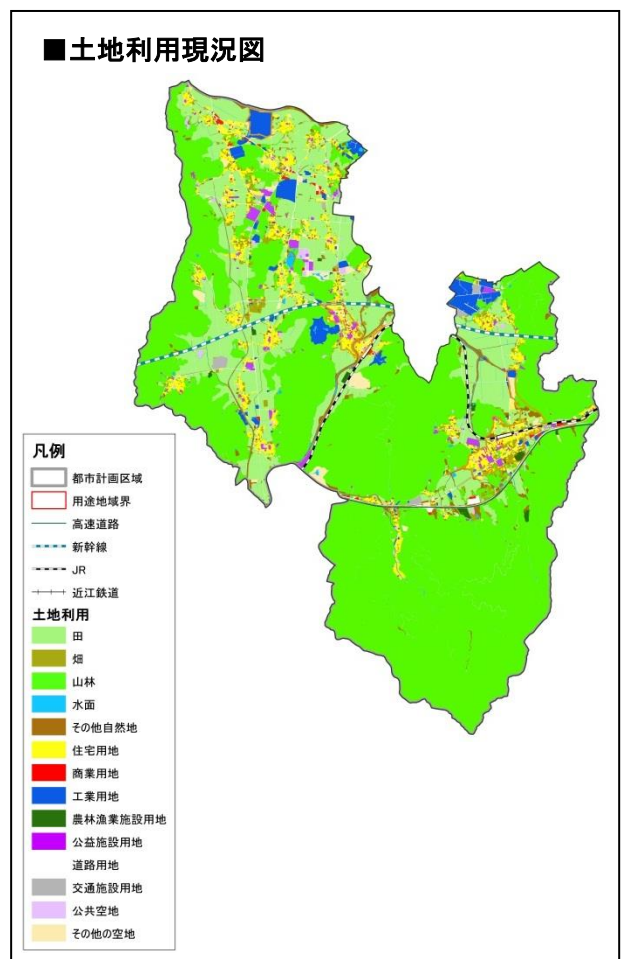 ■土地利用現況図
凡例
都市計画区域
用途地域界
高速道路
新幹線
JR
近江鉄道
土地利用
田
畑
山林
水面
その他自然地
住宅用地
商業用地
工業用地
農林漁業施設用地
公益施設用地
道路用地
交通施設用地
公共空地
その他の空地